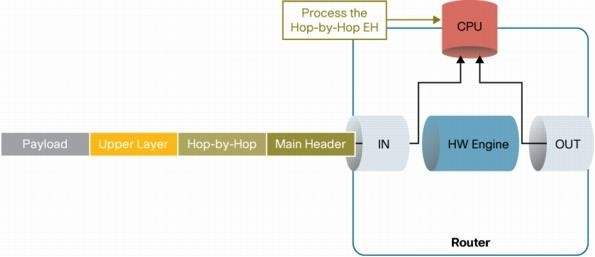 Process the
Hop-by-Hop EH
CPU
Payload
Upper Layer
Hop-by-Hop
Main Header
IN
HW Engine
OUT
Router